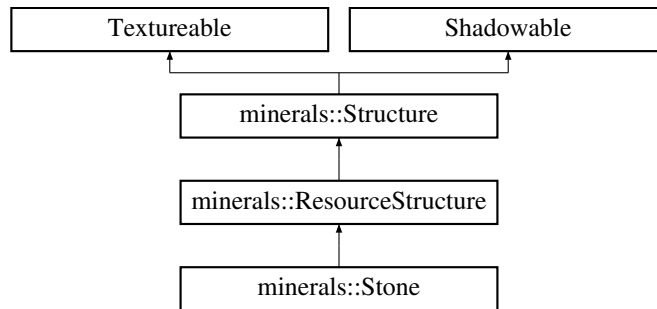 Textureable
Shadowable
minerals::Structure
minerals::ResourceStructure
minerals::Stone